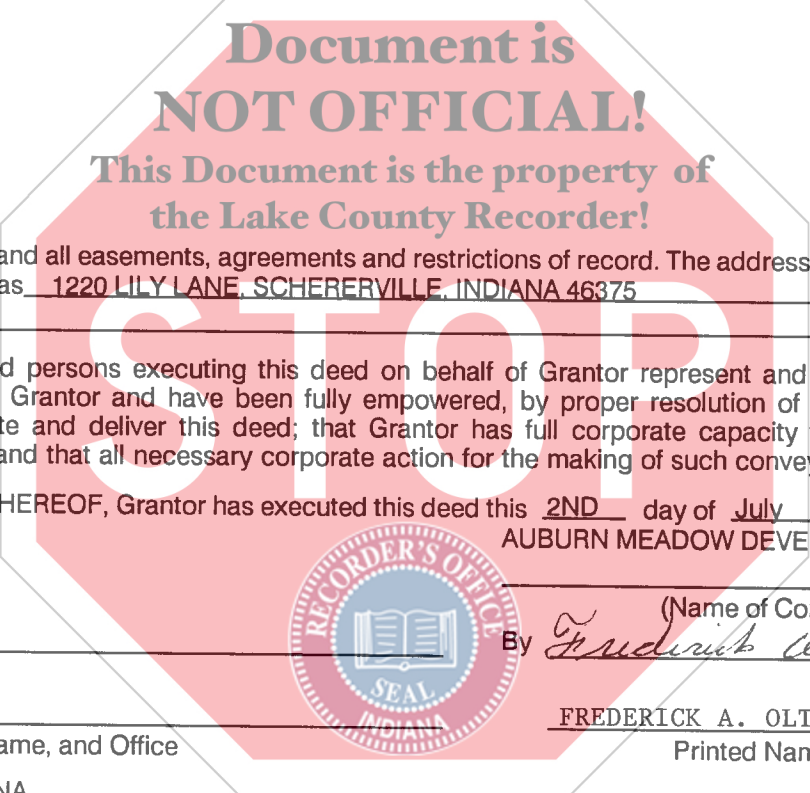 Document is
NOT OFFICIAL!
This Document is the property of
the Lake County Recorder!
and all easements, agreements and restrictions of record. The address
as 1220 LILY LANE, SCHERERVILLE, INDIANA 46375
STOP
d persons executing this deed on behalf of Grantor represent and
Grantor and have been fully empowered, by proper resolution of
te and deliver this deed; that Grantor has full corporate capacity
and that all necessary corporate action for the making of such convey
HEREOF, Grantor has executed this deed this 2ND day of July
AUBURN MEADOW DEVE
RECORDER'S OFFICE
SEAL
INDIANA
(Name of Co
By Frederick
FREDERICK A. OLT
ame, and Office
Printed Nam
NA